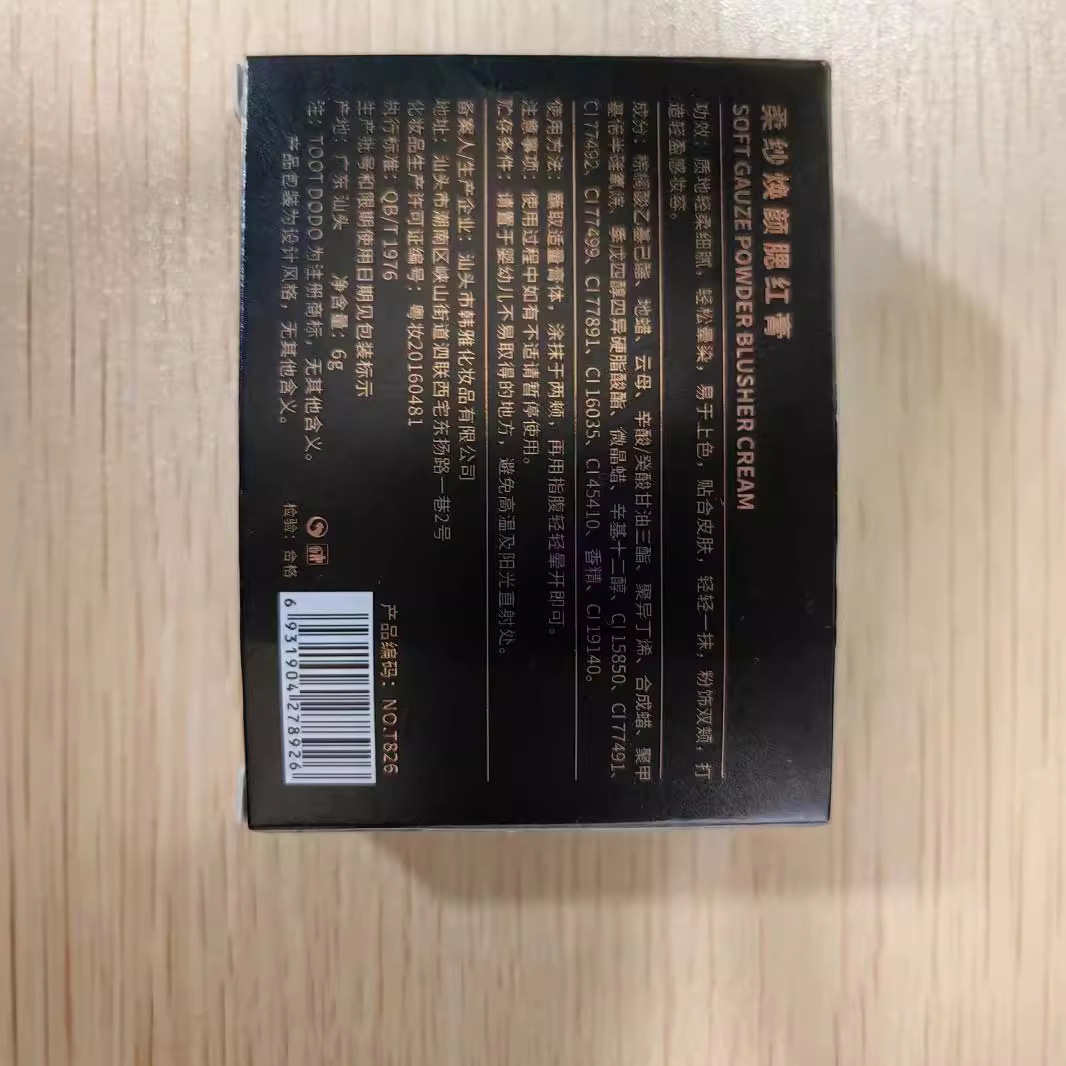 柔纱焕颜腮红膏
SOFT GAUZE POWDER BLUSHER CREAM
功效：质地轻柔细腻，轻松晕染，易于上色，贴合皮肤，轻轻一抹，粉饰双颊，打
造轻盈感妆容。
成分：棕榈酸乙基己酯、地蜡、云母、辛酸/癸酸甘油三酯、聚异丁烯、合成蜡、聚甲
基倍半硅氧烷、季戊四醇四异硬脂酸酯、微晶蜡、辛基十二醇、CI 15850、CI 77491、
CI 77492、CI 77499、CI 77891、CI 16035、CI 45410、香精、CI 19140。
使用方法：蘸取适量膏体，涂抹于两颊，再用指腹轻轻晕开即可。
注意事项：使用过程中如有不适请暂停使用。
贮存条件：请置于婴幼儿不易取得的地方，避免高温及阳光直射处。
备案人/生产企业：汕头市韩雅化妆品有限公司
地址：汕头市潮南区峡山街道泗联西宅东扬路一巷2号
化妆品生产许可证编号：粤妆20160481
执行标准：QB/T 1976
生产批号和限期使用日期见包装标示
产地：广东汕头 净含量：6g
注：TOOT DODO为注册商标，无其他含义。
产品包装为设计风格，无其他含义。
检验：合格
产品编码：NO.T826
6 931904 278926